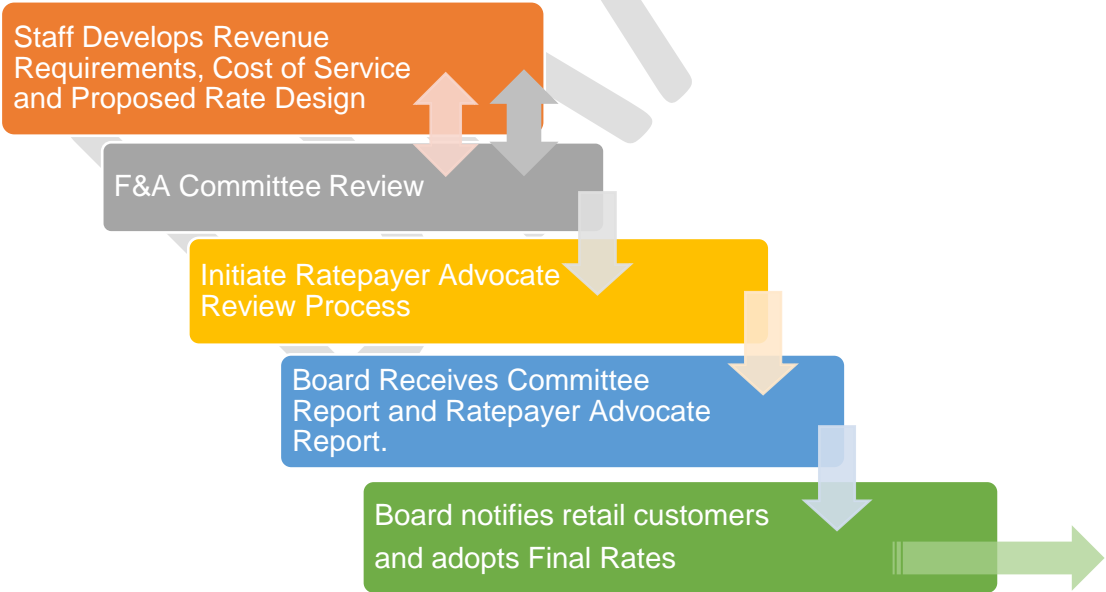 Staff Develops Revenue
Requirements, Cost of Service
and Proposed Rate Design
F&A Committee Review
Initiate Ratepayer Advocate
Review Process
Board Receives Committee
Report and Ratepayer Advocate
Report.
Board notifies retail customers
and adopts Final Rates